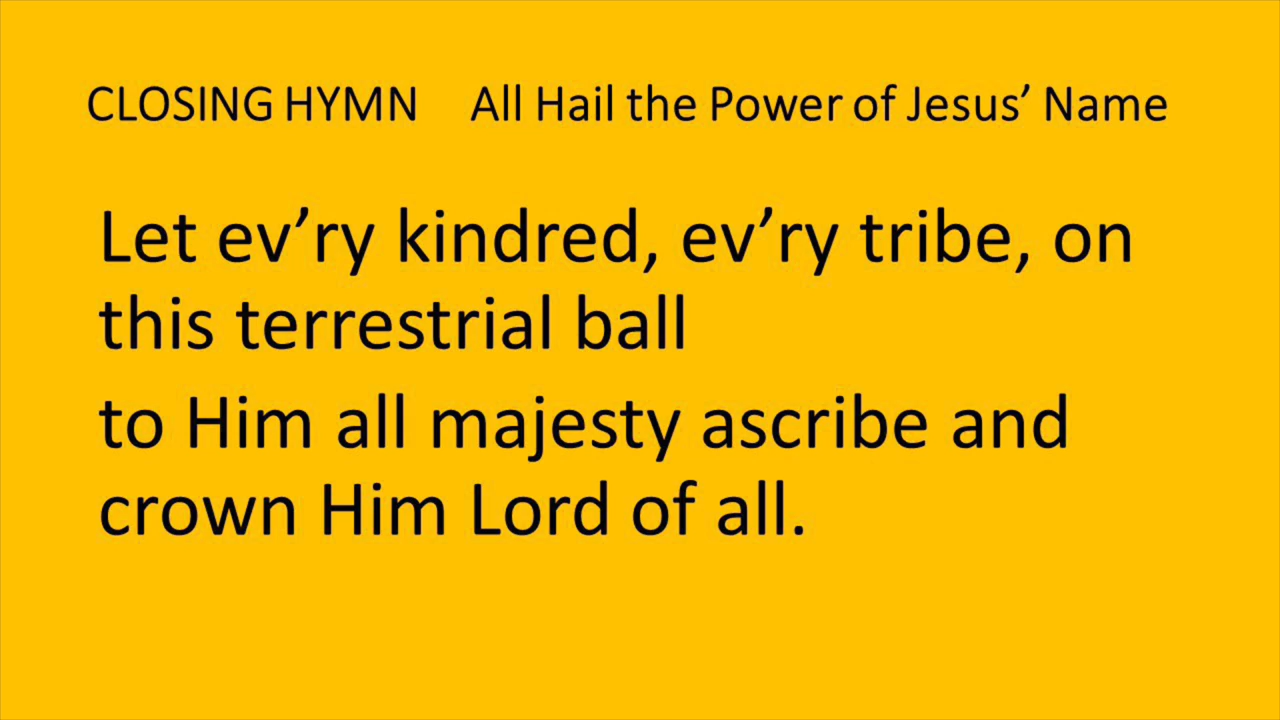 CLOSING HYMN All Hail the Power of Jesus’ Name
Let ev’ry kindred, ev’ry tribe, on
this terrestrial ball
to Him all majesty ascribe and
crown Him Lord of all.